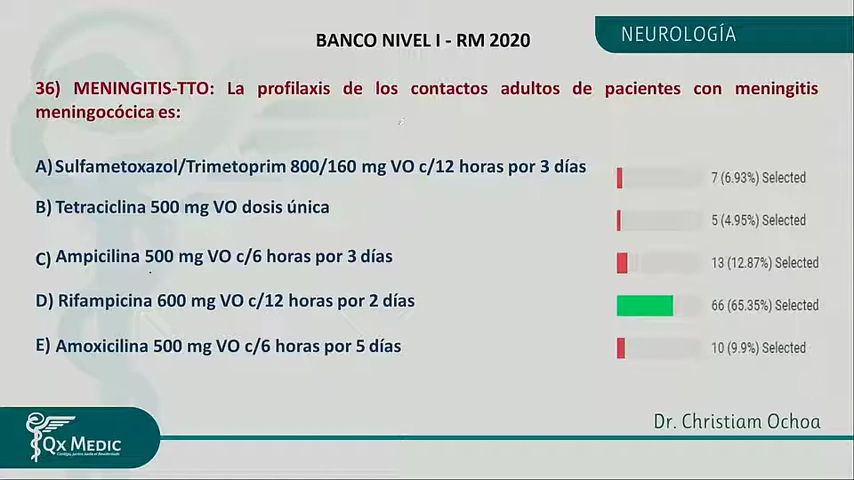 BANCO NIVEL I - RM 2020
NEUROLOGÍA
36) MENINGITIS-TTO: La profilaxis de los contactos adultos de pacientes con meningitis
meningocócica es:
A) Sulfametoxazol/Trimetoprim 800/160 mg VO c/12 horas por 3 días
7 (6.93%) Selected
B) Tetraciclina 500 mg VO dosis única
5 (4.95%) Selected
C) Ampicilina 500 mg VO c/6 horas por 3 días
13 (12.87%) Selected
D) Rifampicina 600 mg VO c/12 horas por 2 días
66 (65.35%) Selected
E) Amoxicilina 500 mg VO c/6 horas por 5 días
10 (9.9%) Selected
Dr. Christiam Ochoa
QX MEDIC